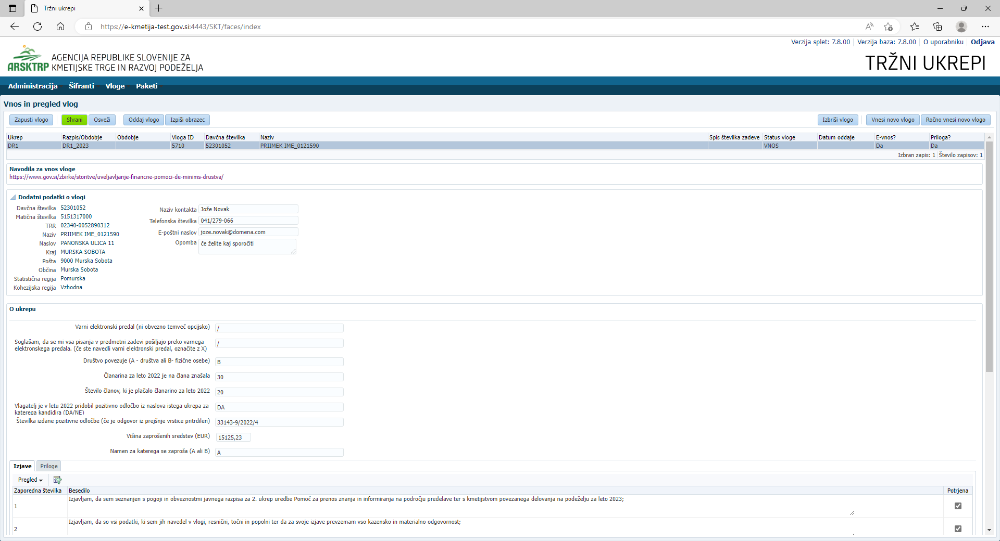 Tržni ukrepi
https://e-kmetija-test.gov.si:4443/SKT/faces/index
Verzija splet: 7.8.00 Verzija baza: 7.8.00 O uporabniku Odjava
ARSKTRP
AGENCIJA REPUBLIKE SLOVENIJE ZA
KMETIJSKE TRGE IN RAZVOJ PODEŽELJA
TRŽNI UKREPI
Administracija Šifranti Vloge Paketi
Vnos in pregled vlog
Zapusti vlogo Shrani Osveži Oddaj vlogo Izpiši obrazec Izbriši vlogo Vnesi novo vlogo Ročno vnesi novo vlogo
Ukrep Razpis/Obdobje Obdobje Vloga ID Davčna številka Naziv Spis številka zadeve Status vloge Datum oddaje E-vnos? Priloga?
DR1 DR1_2023 5710 52301052 PRIIMEK IME_0121590 VNOS Da Da
Izbran zapis: 1 Število zapisov: 1
Navodila za vnos vloge
https://www.gov.si/zbirke/storitve/uveljavljanje-financne-pomoci-de-minims-drustva/
Dodatni podatki o vlogi
Davčna številka 52301052
Matična številka 5151317000
TRR 02340-0052890312
Naziv PRIIMEK IME_0121590
Naslov PANONSKA ULICA 11
Kraj MURSKA SOBOTA
Pošta 9000 Murska Sobota
Občina Murska Sobota
Statistična regija Pomurska
Kohezijska regija Vzhodna
Naziv kontakta Jože Novak
Telefonska številka 041/279-066
E-poštni naslov joze.novak@domena.com
Opomba če želite kaj sporočiti
O ukrepu
Varni elektronski predal (ni obvezno temveč opcijsko) /
Soglašam, da se mi vsa pisanja v predmetni zadevi pošiljajo preko varnega
elektronskega predala. (če ste navedli varni elektronski predal, označite z X) /
Društvo povezuje (A - društva ali B- fizične osebe) B
Članarina za leto 2022 je na člana znašala 30
Število članov, ki je plačalo članarino za leto 2022 20
Vlagatelj je v letu 2022 pridobil pozitivno odločbo iz naslova istega ukrepa za
katerega kandidira (DA/NE) DA
Številka izdane pozitivne odločbe (če je odgovor iz prejšnje vrstice pritrdilen) 33143-9/2022/4
Višina zaprošenih sredstev (EUR) 15125,23
Namen za katerega se zaproša (A ali B) A
Izjave Priloge
Pregled
Zaporedna številka Besedilo Potrjena
1 Izjavljam, da sem seznanjen s pogoji in obveznostmi javnega razpisa za 2. ukrep uredbe Pomoč za prenos znanja in informiranja na področju predelave ter s kmetijstvom povezanega delovanja na podeželju za leto 2023;
2 Izjavljam, da so vsi podatki, ki sem jih navedel v vlogi, resnični, točni in popolni ter da za svoje izjave prevzemam vso kazensko in materialno odgovornost;